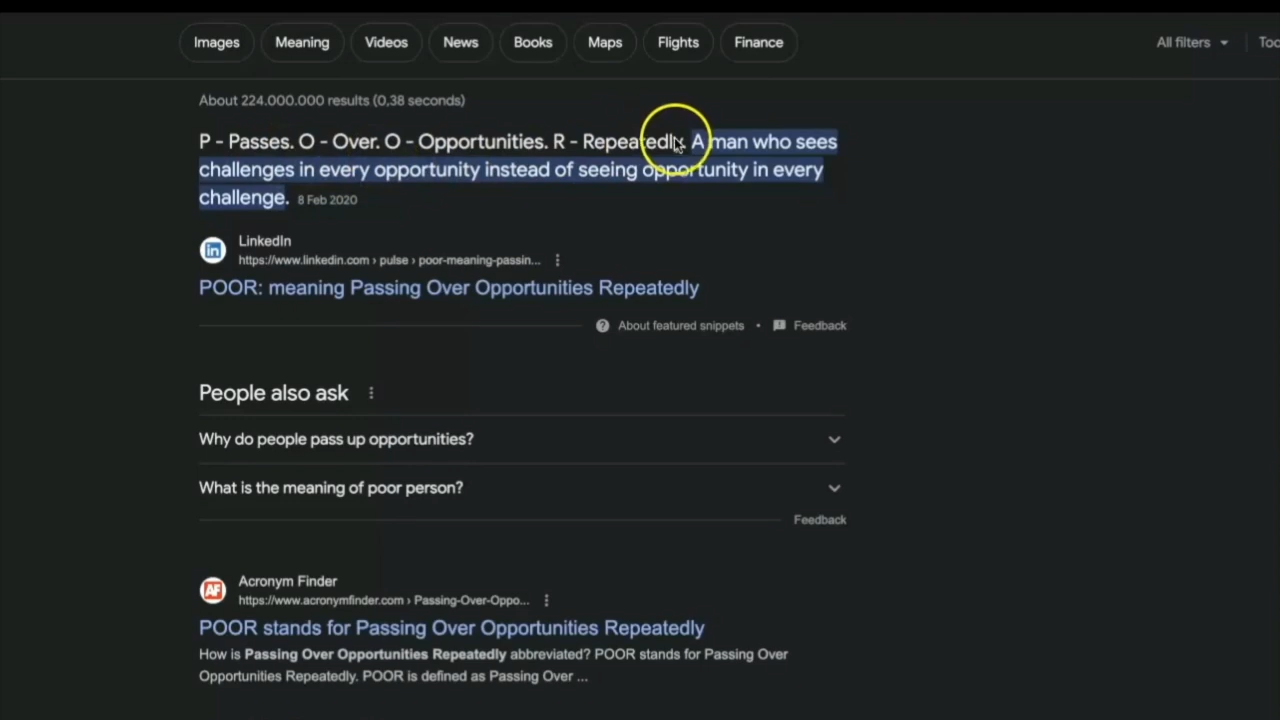 Images Meaning Videos News Books Maps Flights Finance All filters
About 224.000.000 results (0,38 seconds)
P - Passes. O - Over. O - Opportunities. R - Repeatedly. A man who sees
challenges in every opportunity instead of seeing opportunity in every
challenge. 8 Feb 2020
LinkedIn
https://www.linkedin.com › pulse › poor-meaning-passin...
POOR: meaning Passing Over Opportunities Repeatedly
About featured snippets • Feedback
People also ask
Why do people pass up opportunities?
What is the meaning of poor person?
Feedback
AF Acronym Finder
https://www.acronymfinder.com › Passing-Over-Oppo...
POOR stands for Passing Over Opportunities Repeatedly
How is Passing Over Opportunities Repeatedly abbreviated? POOR stands for Passing Over
Opportunities Repeatedly. POOR is defined as Passing Over ...